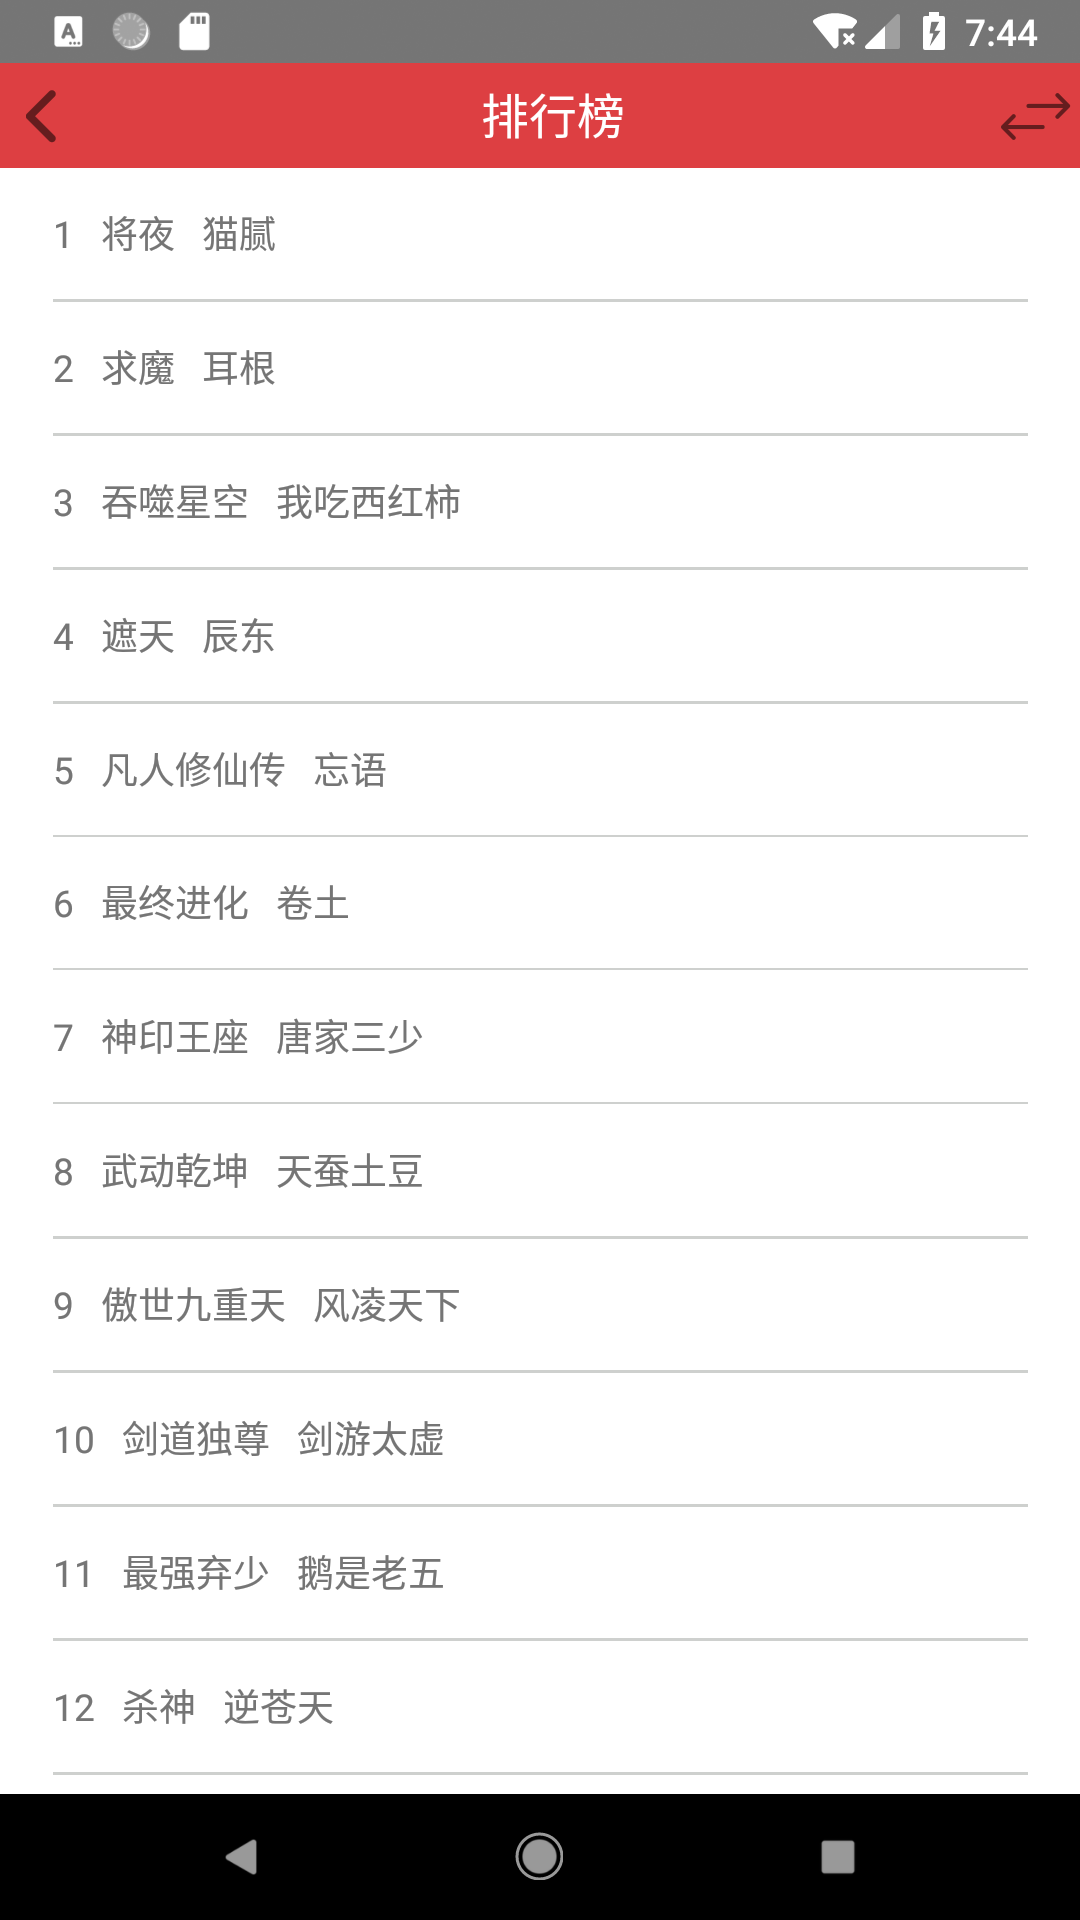 7:44
排行榜
1 将夜 猫腻
2 求魔 耳根
3 吞噬星空 我吃西红柿
4 遮天 辰东
5 凡人修仙传 忘语
6 最终进化 卷土
7 神印王座 唐家三少
8 武动乾坤 天蚕土豆
9 傲世九重天 风凌天下
10 剑道独尊 剑游太虚
11 最强弃少 鹅是老五
12 杀神 逆苍天